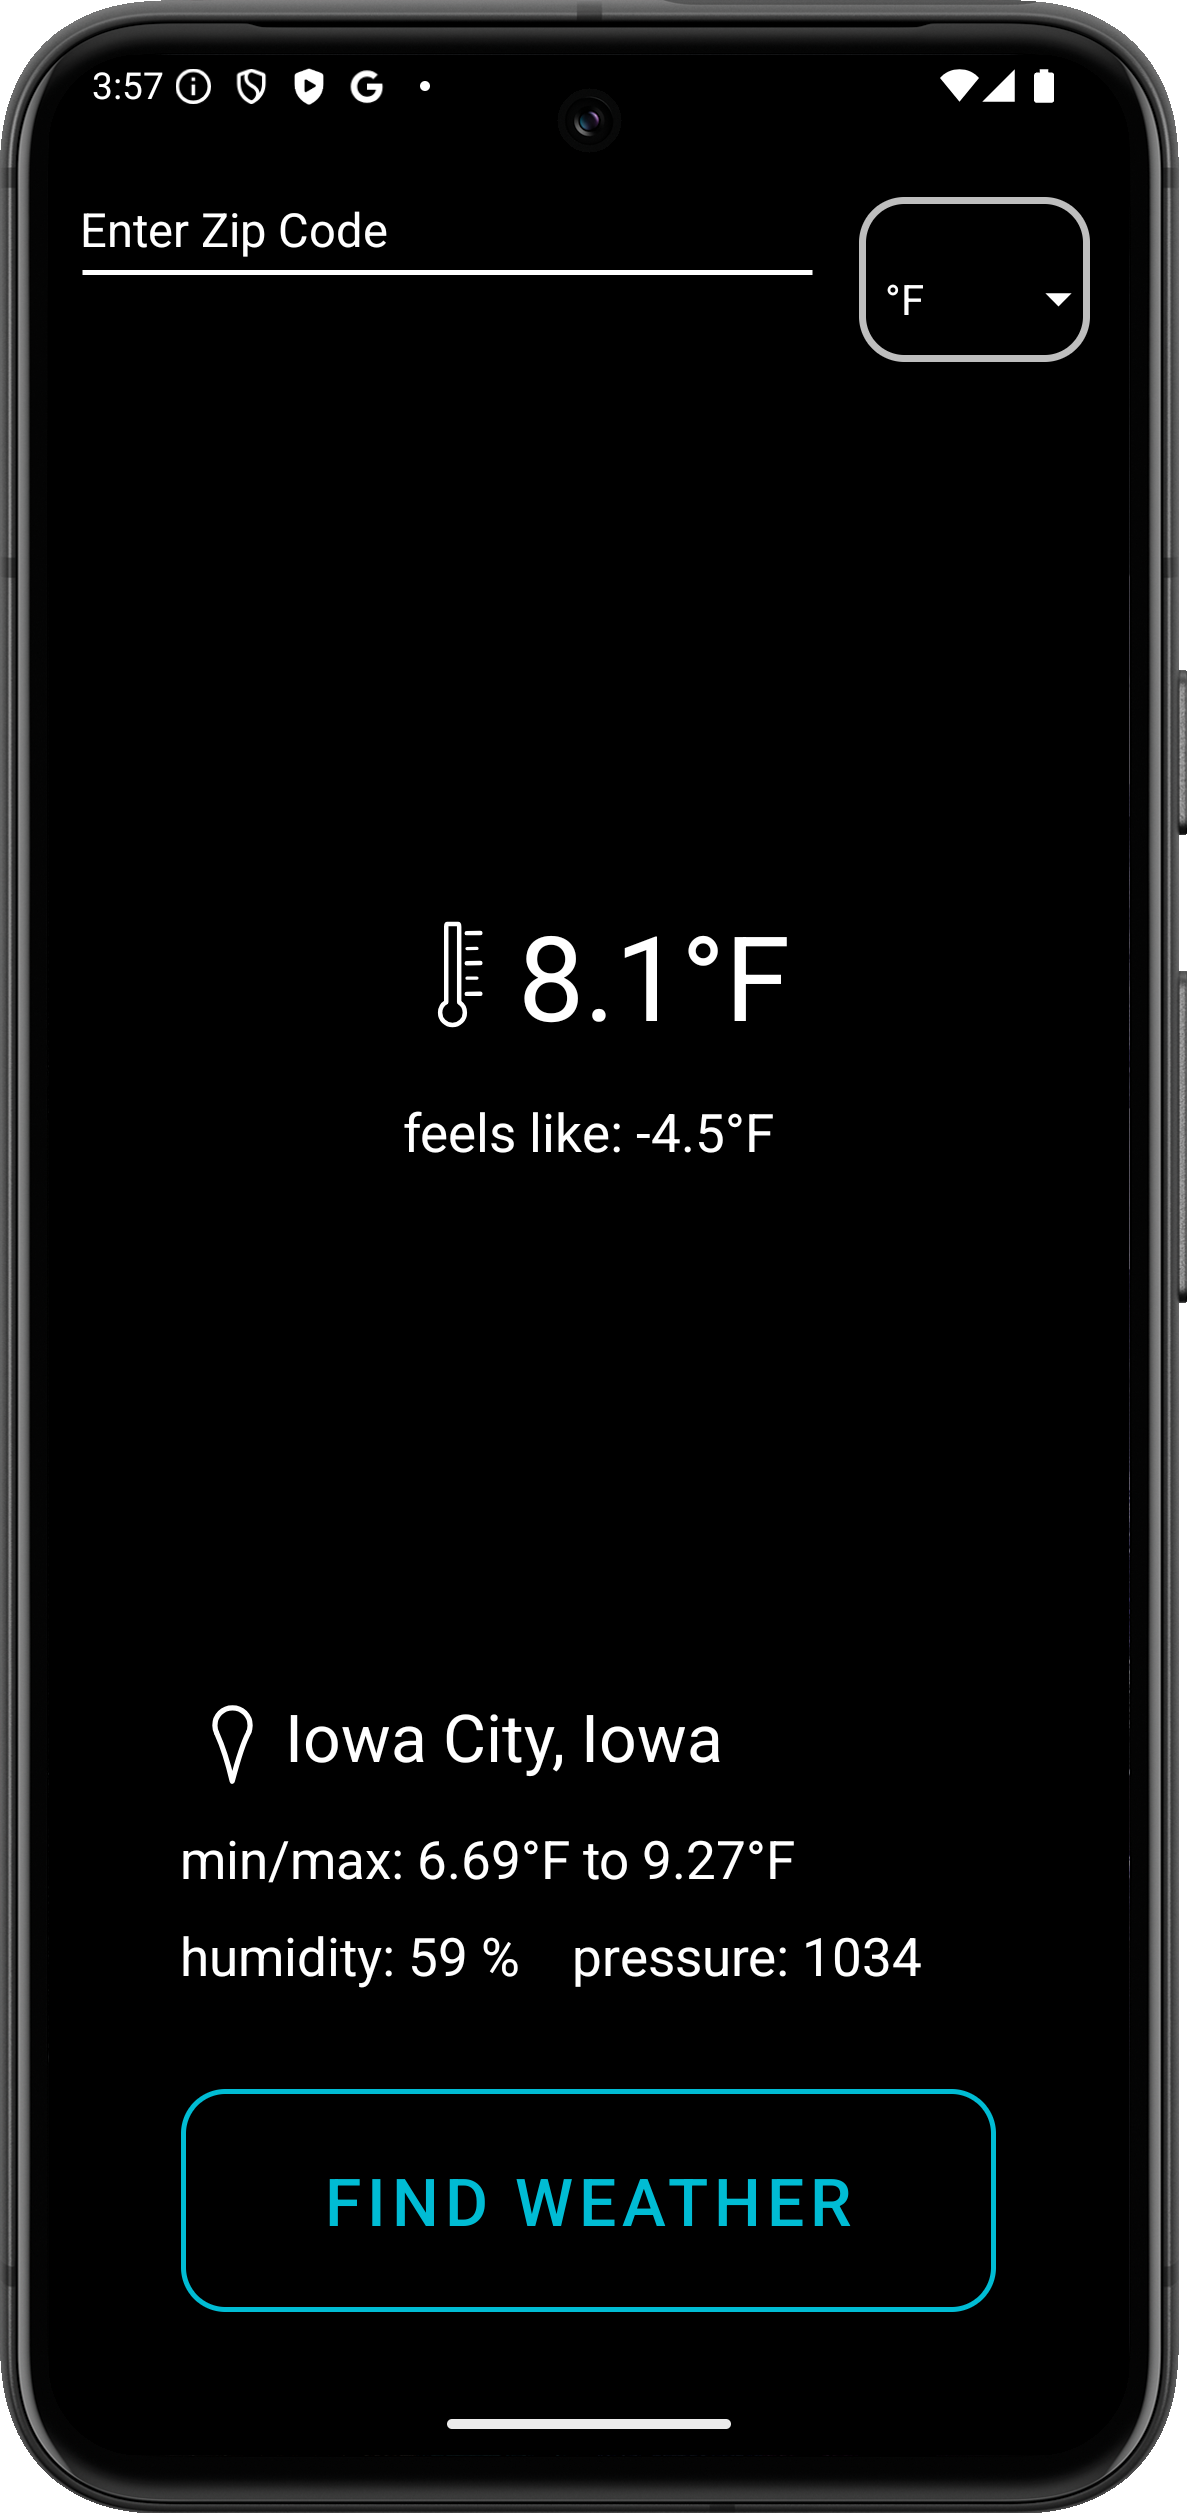 3:57
Enter Zip Code
°F
8.1°F
feels like: -4.5°F
Iowa City, Iowa
min/max: 6.69°F to 9.27°F
humidity: 59 % pressure: 1034
FIND WEATHER